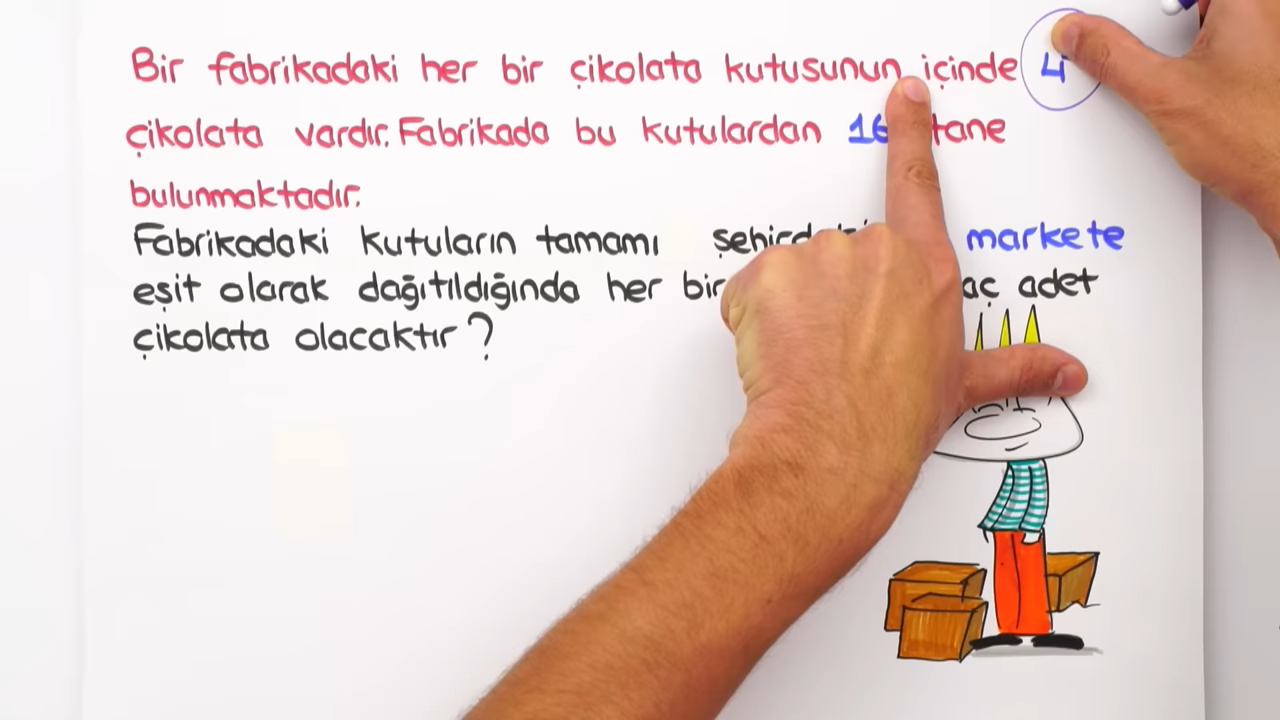 Bir fabrikadaki her bir çikolata kutusunun içinde 4
çikolata vardır. Fabrikada bu kutulardan 16 tane
bulunmaktadır.
Fabrikadaki kutuların tamamı markete
eşit olarak dağıtıldığında her bir adet
çikolata olacaktır?